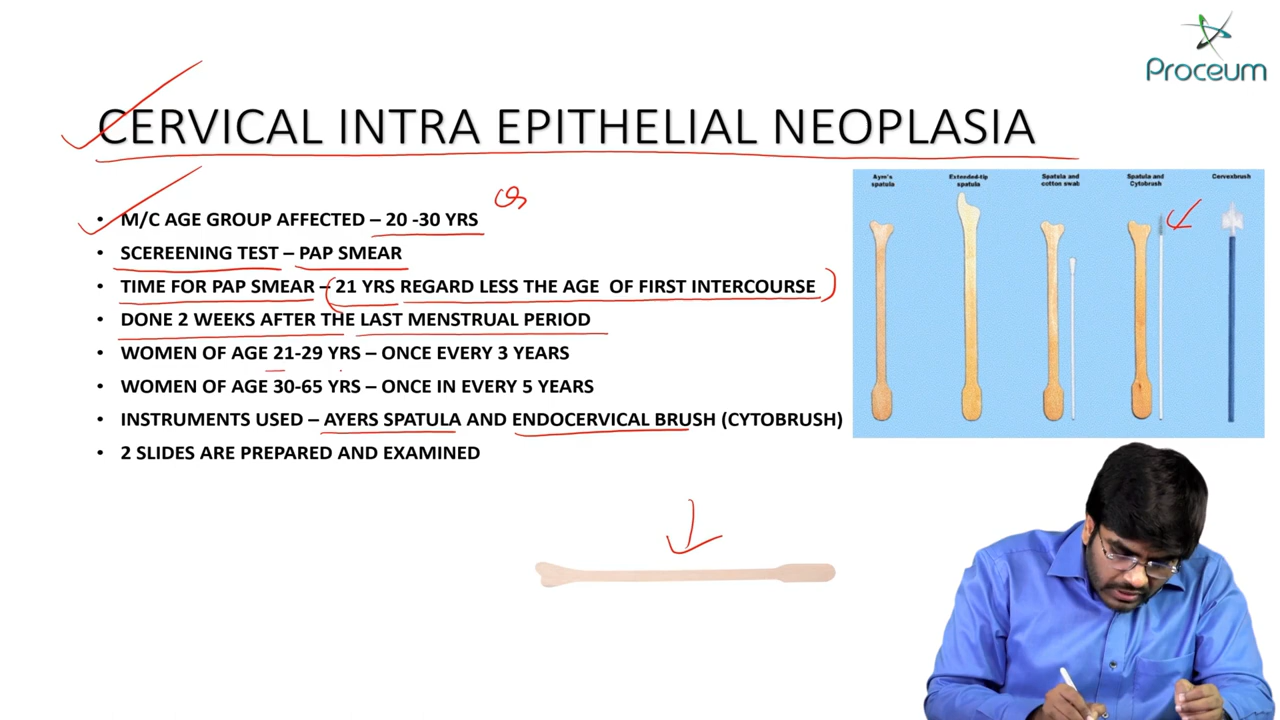 Proceum
CERVICAL INTRA EPITHELIAL NEOPLASIA
• M/C AGE GROUP AFFECTED – 20 -30 YRS
• SCEREENING TEST – PAP SMEAR
• TIME FOR PAP SMEAR – 21 YRS REGARD LESS THE AGE OF FIRST INTERCOURSE
• DONE 2 WEEKS AFTER THE LAST MENSTRUAL PERIOD
• WOMEN OF AGE 21-29 YRS – ONCE EVERY 3 YEARS
• WOMEN OF AGE 30-65 YRS – ONCE IN EVERY 5 YEARS
• INSTRUMENTS USED – AYERS SPATULA AND ENDOCERVICAL BRUSH (CYTOBRUSH)
• 2 SLIDES ARE PREPARED AND EXAMINED
spatula
Extended-tip
spatula
Spatula and
cotton swab
Spatula and
Cytobrush
Cervexbrush